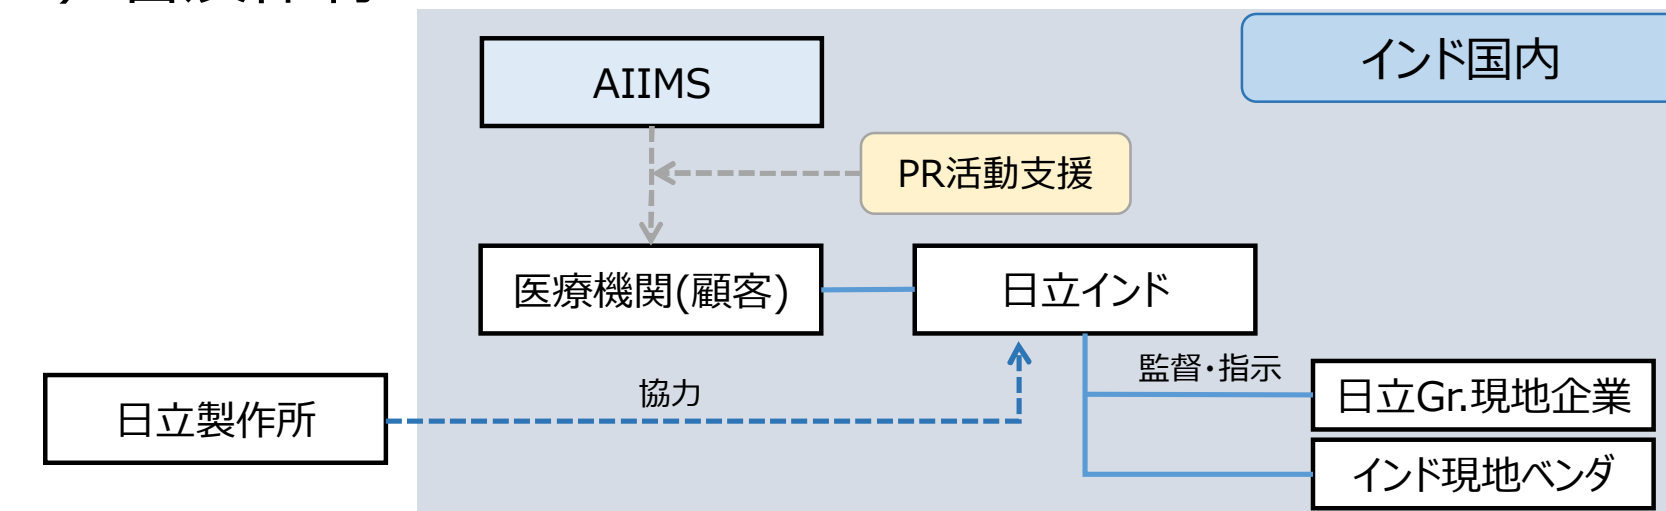 インド国内
AIIMS
PR活動支援
医療機関(顧客)
日立インド
監督・指示
日立Gr.現地企業
協力
日立製作所
インド現地ベンダ